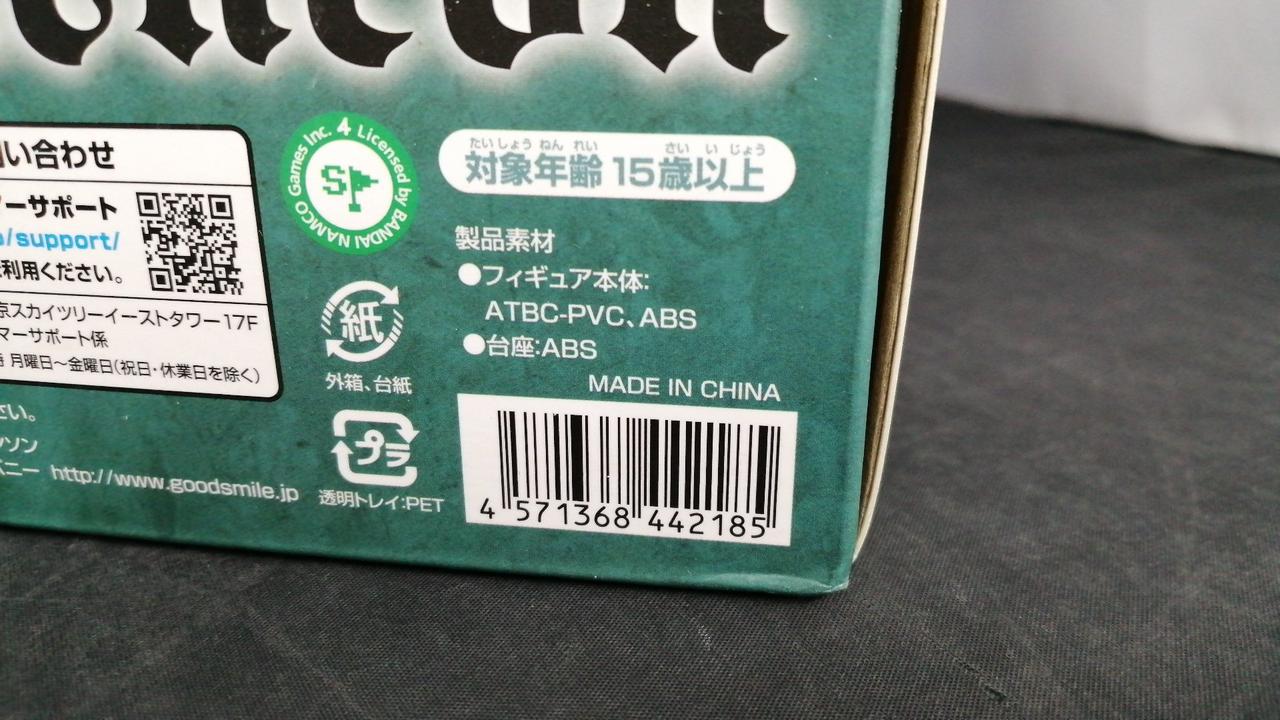 い合わせ
ーサポート
/support/
利用ください。
京スカイツリーイーストタワー17F
マーサポート係
月曜日～金曜日(祝日・休業日を除く)
さい。
ソン
ニー http://www.goodsmile.jp
Games Inc. 4 Licensed by BANDAI NAMCO
SP
紙
外箱、台紙
プラ
透明トレイ:PET
たいしょう ねん れい さい い じょう
対象年齢 15歳以上
製品素材
●フィギュア本体:
ATBC-PVC、ABS
●台座:ABS
MADE IN CHINA
4 571368 442185